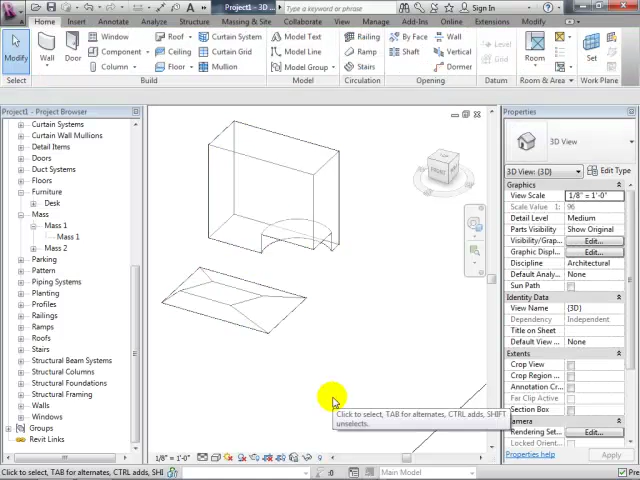 Project1 - 3D ...
Type a keyword or phrase
Home Insert Annotate Analyze Structure Massing & Site Collaborate View Manage Add-Ins Online Extensions Modify
Modify
Wall
Door
Window
Component
Column
Roof
Ceiling
Floor
Curtain System
Curtain Grid
Mullion
Model Text
Model Line
Model Group
Railing
Ramp
Stairs
By Face
Shaft
Wall
Vertical
Dormer
Level
Grid
Room
Set
Select Build Model Circulation Opening Datum Room & Area Work Plane
Project1 - Project Browser
Curtain Systems
Curtain Wall Mullions
Detail Items
Doors
Duct Systems
Floors
Furniture
Desk
Mass
Mass 1
Mass 1
Mass 2
Parking
Pattern
Piping Systems
Planting
Profiles
Railings
Ramps
Roofs
Stairs
Structural Beam Systems
Structural Columns
Structural Foundations
Structural Framing
Walls
Windows
Groups
Revit Links
FRONT
Click to select, TAB for alternates, CTRL adds, SHIFT
unselects.
Properties
3D View
3D View: {3D}
Edit Type
Graphics
View Scale 1/8" = 1'-0"
Scale Value 1: 96
Detail Level Medium
Parts Visibility Show Original
Visibility/Grap... Edit...
Graphic Displ... Edit...
Discipline Architectural
Default Analy... None
Sun Path
Identity Data
View Name {3D}
Dependency Independent
Title on Sheet
Default View ... None
Extents
Crop View
Crop Region ...
Annotation Cr...
Far Clip Active
Section Box
Camera
Rendering Set... Edit...
Locked Orient...
Properties help
Apply
1/8" = 1'-0"
Click to select, TAB for alternates, CTRL adds, SHI
:0
Main Model
Pre